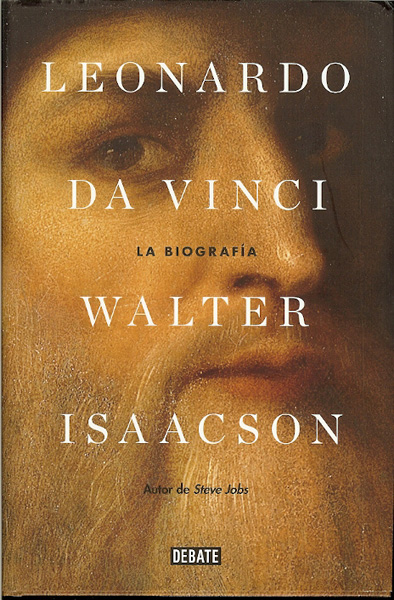 LEONARDO
DA VINCI
LA BIOGRAFÍA
WALTER
ISAACSON
Autor de Steve Jobs
DEBATE